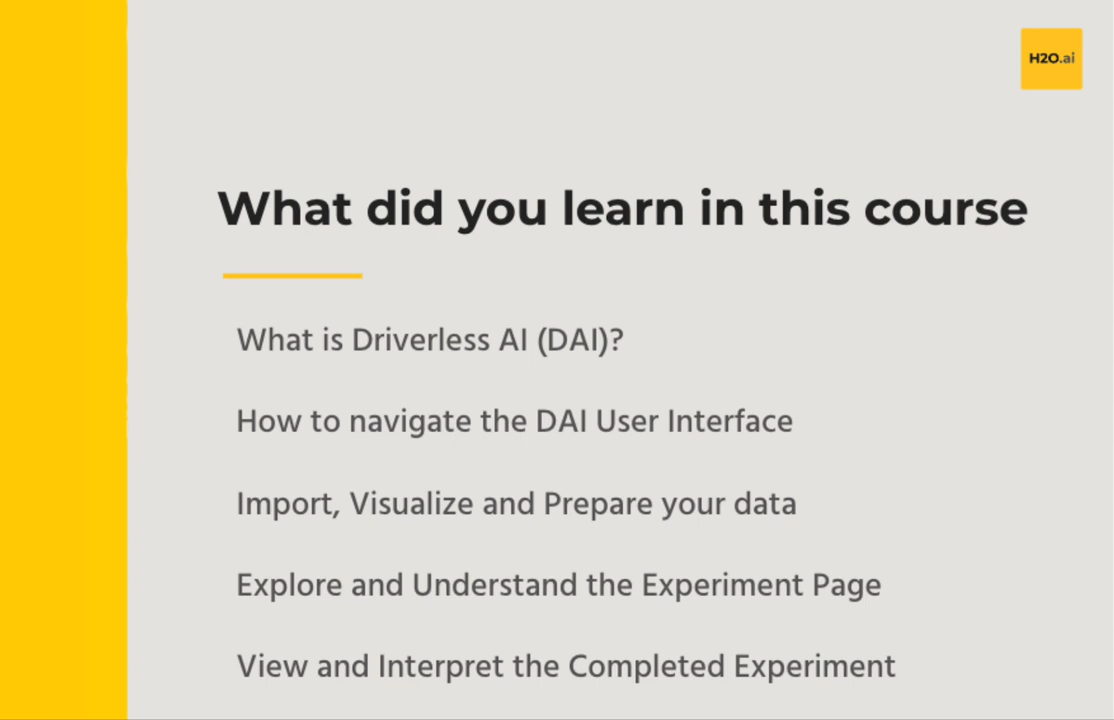 H2O.ai
What did you learn in this course
What is Driverless AI (DAI)?
How to navigate the DAI User Interface
Import, Visualize and Prepare your data
Explore and Understand the Experiment Page
View and Interpret the Completed Experiment